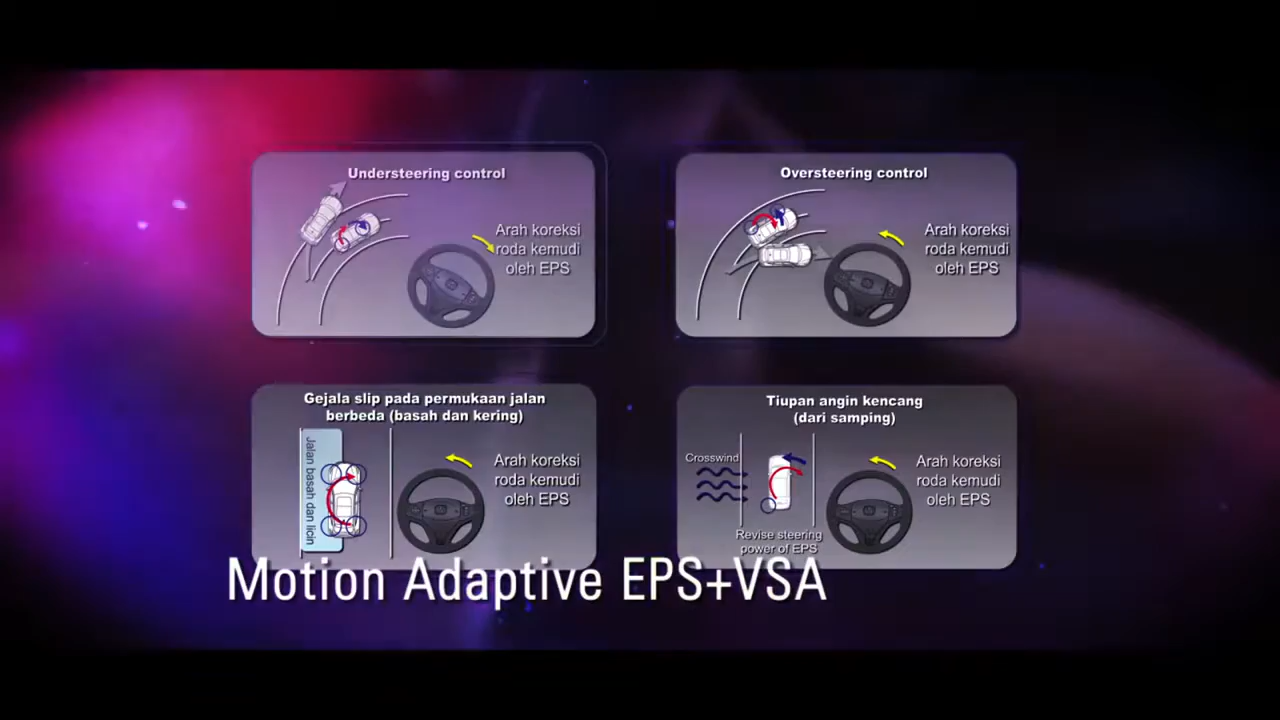 Understeering control
Arah koreksi
roda kemudi
oleh EPS
Oversteering control
Arah koreksi
roda kemudi
oleh EPS
Gejala slip pada permukaan jalan
berbeda (basah dan kering)
Jalan basah dan licin
Arah koreksi
roda kemudi
oleh EPS
Tiupan angin kencang
(dari samping)
Crosswind
Arah koreksi
roda kemudi
oleh EPS
Revise steering
power of EPS
Motion Adaptive EPS+VSA